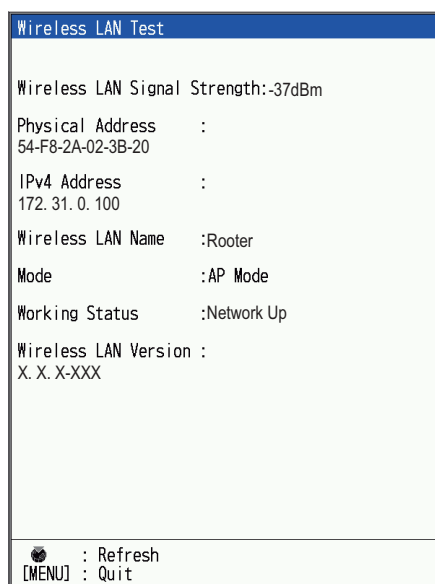 Wireless LAN Test
Wireless LAN Signal Strength:-37dBm
Physical Address :
54-F8-2A-02-3B-20
IPv4 Address :
172. 31. 0. 100
Wireless LAN Name :Rooter
Mode :AP Mode
Working Status :Network Up
Wireless LAN Version :
X. X. X-XXX
: Refresh
[MENU] : Quit